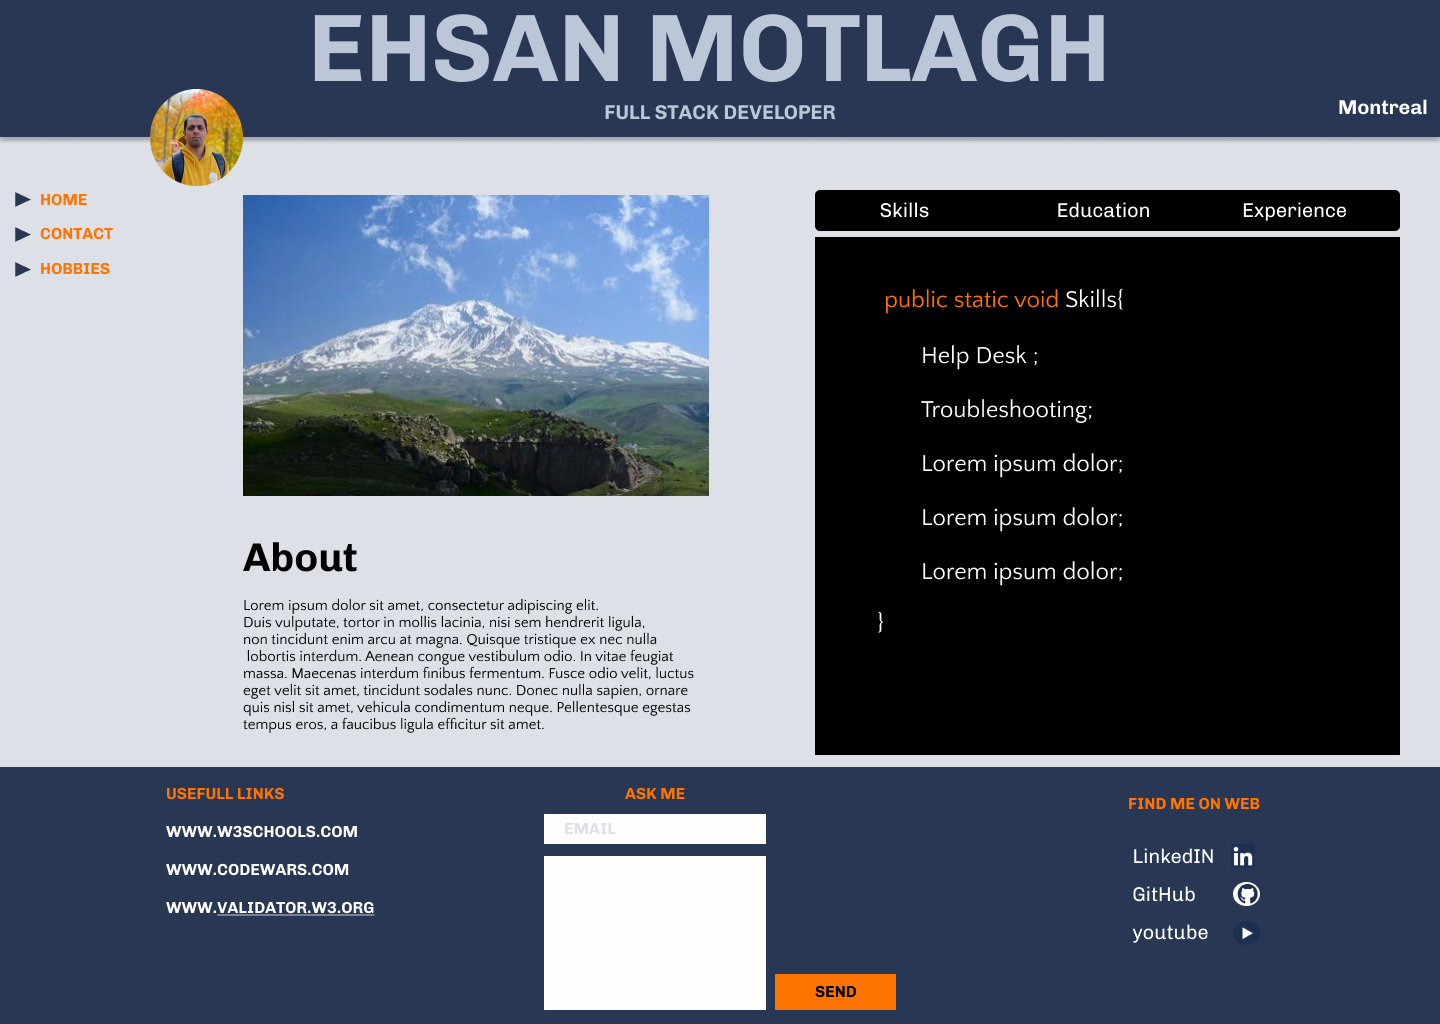 EHSAN MOTLAGH
FULL STACK DEVELOPER
Montreal
HOME
CONTACT
HOBBIES
Skills Education Experience
public static void Skills{
Help Desk ;
Troubleshooting;
Lorem ipsum dolor;
Lorem ipsum dolor;
Lorem ipsum dolor;
}
About
Lorem ipsum dolor sit amet, consectetur adipiscing elit.
Duis vulputate, tortor in mollis lacinia, nisi sem hendrerit ligula,
non tincidunt enim arcu at magna. Quisque tristique ex nec nulla
lobortis interdum. Aenean congue vestibulum odio. In vitae feugiat
massa. Maecenas interdum finibus fermentum. Fusce odio velit, luctus
eget velit sit amet, tincidunt sodales nunc. Donec nulla sapien, ornare
quis nisl sit amet, vehicula condimentum neque. Pellentesque egestas
tempus eros, a faucibus ligula efficitur sit amet.
USEFULL LINKS
WWW.W3SCHOOLS.COM
WWW.CODEWARS.COM
WWW.VALIDATOR.W3.ORG
ASK ME
EMAIL
SEND
FIND ME ON WEB
LinkedIN in
GitHub
youtube